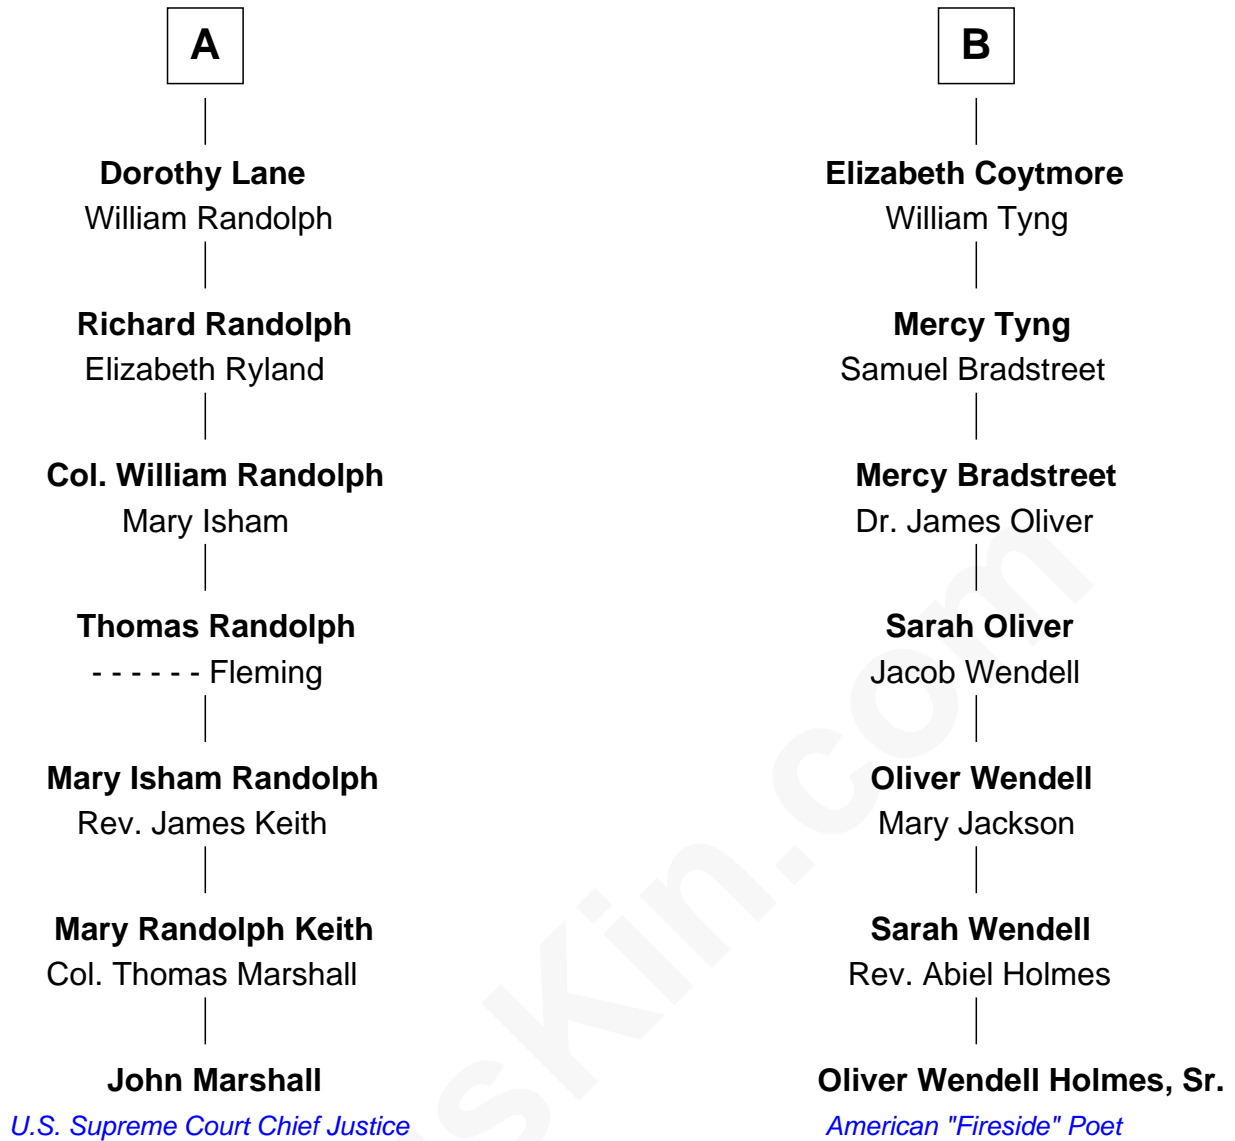 A
B
Dorothy Lane
William Randolph
Elizabeth Coytmore
William Tyng
Richard Randolph
Elizabeth Ryland
Mercy Tyng
Samuel Bradstreet
Col. William Randolph
Mary Isham
Mercy Bradstreet
Dr. James Oliver
Thomas Randolph
- - - - - - Fleming
Sarah Oliver
Jacob Wendell
Mary Isham Randolph
Rev. James Keith
Oliver Wendell
Mary Jackson
Mary Randolph Keith
Col. Thomas Marshall
Sarah Wendell
Rev. Abiel Holmes
John Marshall
U.S. Supreme Court Chief Justice
Oliver Wendell Holmes, Sr.
American "Fireside" Poet
sKin.com